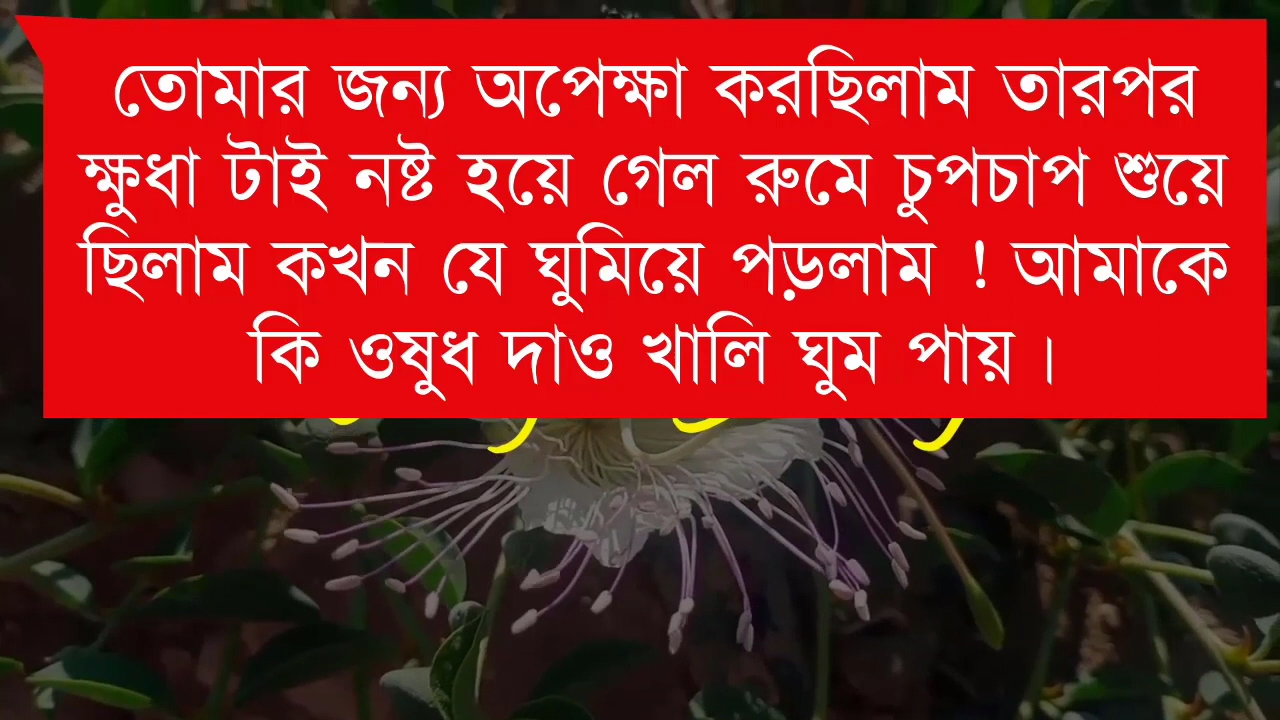 তোমার জন্য অপেক্ষা করছিলাম তারপর
ক্ষুধা টাই নষ্ট হয়ে গেল রুমে চুপচাপ শুয়ে
ছিলাম কখন যে ঘুমিয়ে পড়লাম ! আমাকে
কি ওষুধ দাও খালি ঘুম পায় ।